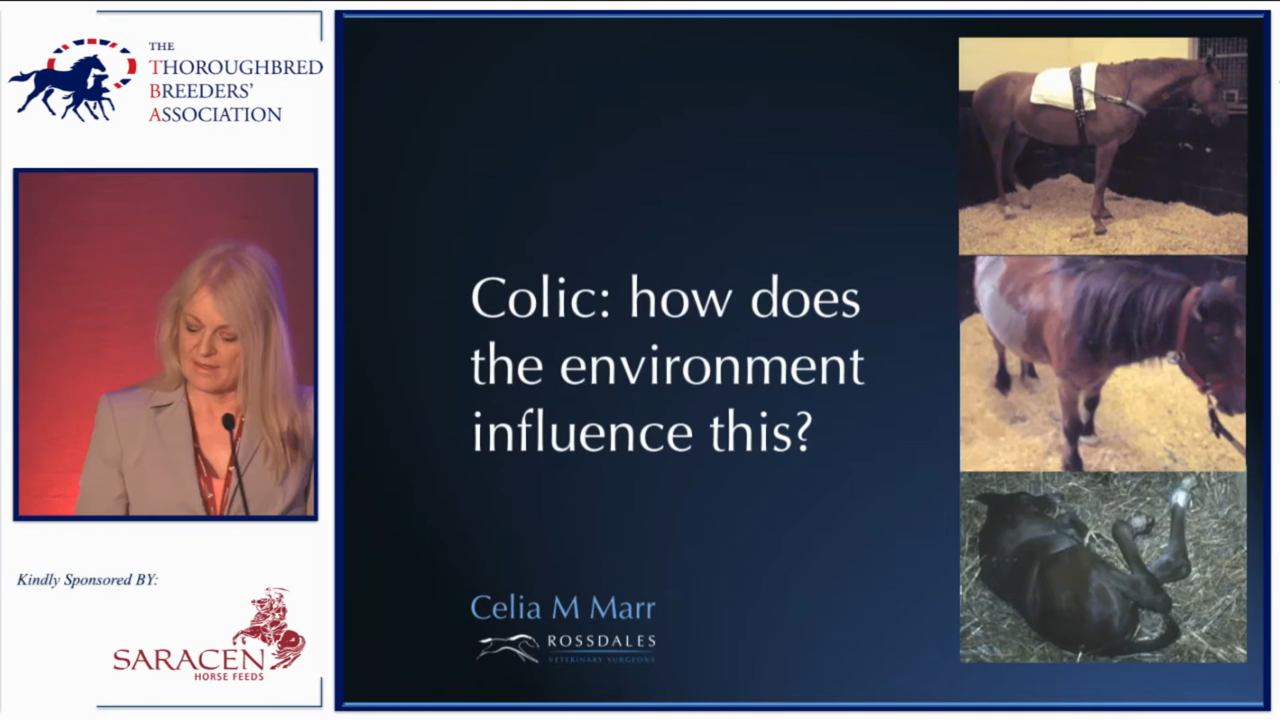 THE
THOROUGHBRED
BREEDERS'
ASSOCIATION
Kindly Sponsored BY:
SARACEN
HORSE FEEDS
Colic: how does
the environment
influence this?
Celia M Marr
ROSSDALES
VETERINARY SURGEONS